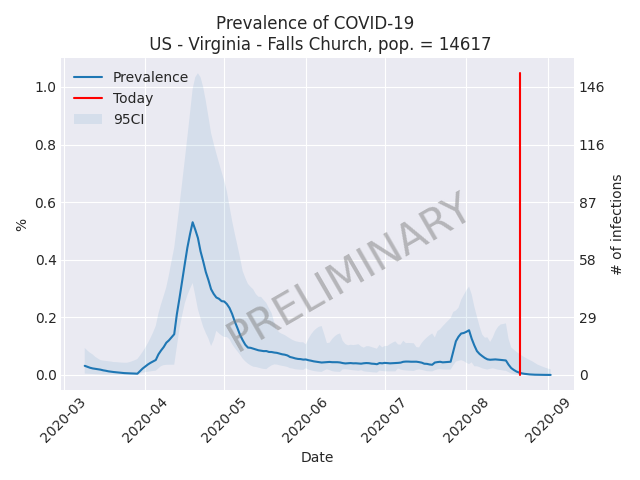 Prevalence of COVID-19
US - Virginia - Falls Church, pop. = 14617
Prevalence
Today
95CI
1.0
0.8
0.6
0.4
0.2
0.0
%
146
116
87
58
29
0
# of infections
PRELIMINARY
2020-03
2020-04
2020-05
2020-06
2020-07
2020-08
2020-09
Date